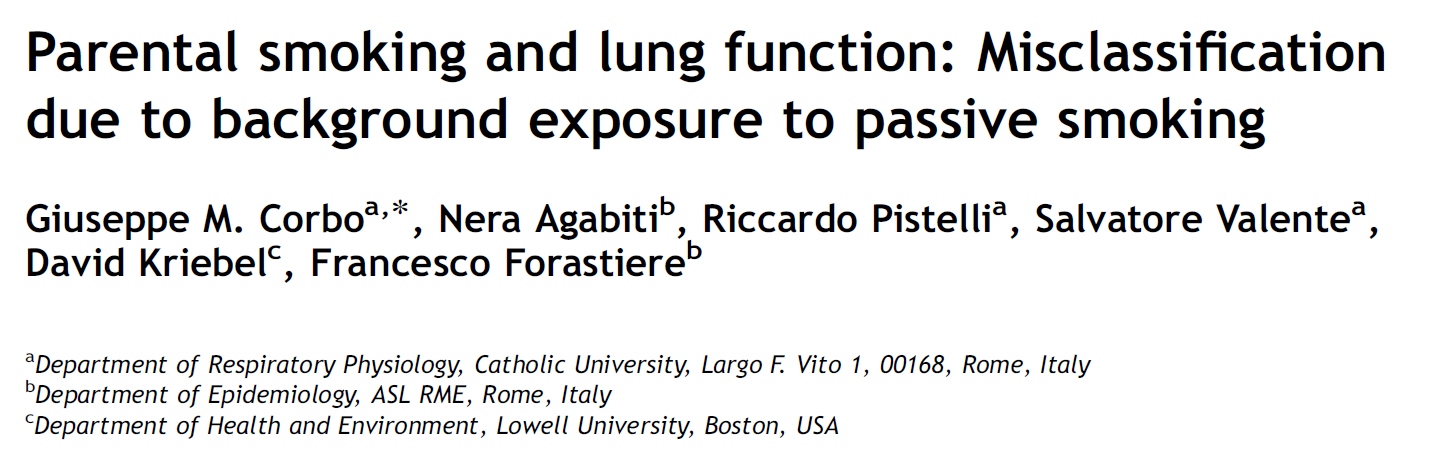 Parental smoking and lung function: Misclassification
due to background exposure to passive smoking
Giuseppe M. Corboa,*, Nera Agabitib, Riccardo Pistellia, Salvatore Valentea,
David Kriebelc, Francesco Forastiereb
aDepartment of Respiratory Physiology, Catholic University, Largo F. Vito 1, 00168, Rome, Italy
bDepartment of Epidemiology, ASL RME, Rome, Italy
cDepartment of Health and Environment, Lowell University, Boston, USA